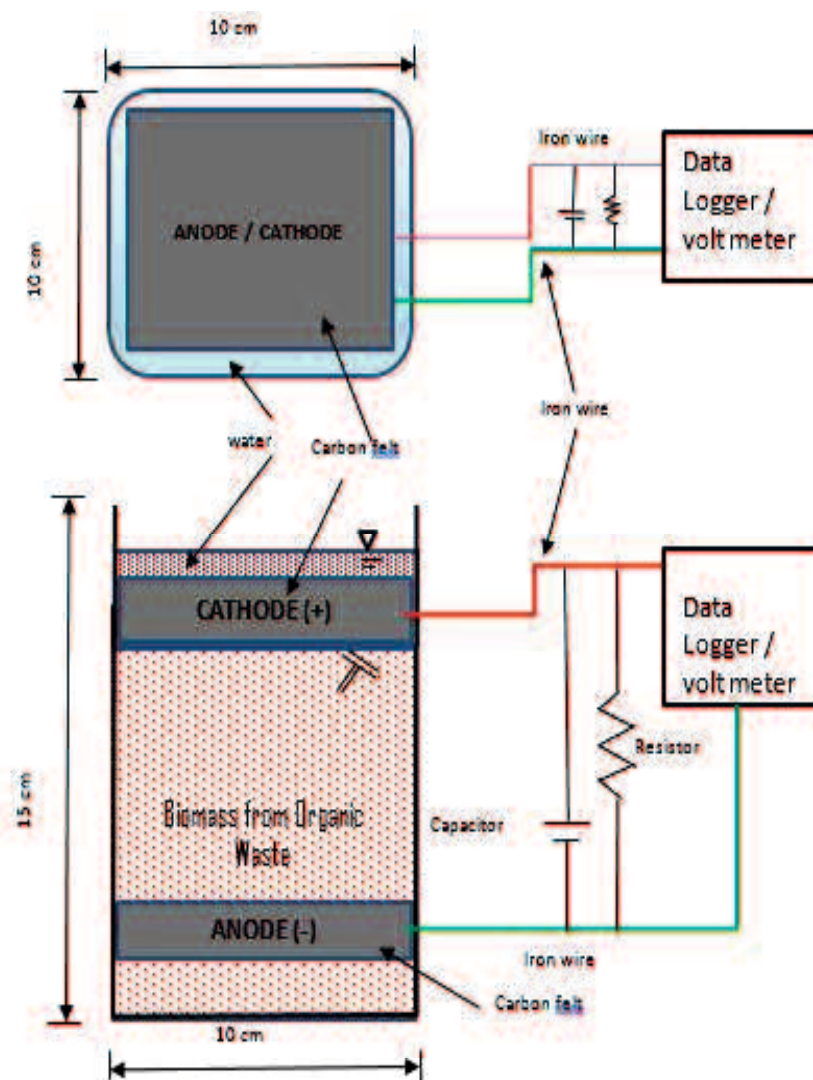 10 cm
10 cm
ANODE / CATHODE
Iron wire
Data
Logger /
volt meter
Iron wire
water
Carbon felt
15 cm
CATHODE (+)
Data
Logger /
volt meter
Resistor
Biomass from Organic
Waste
Capacitor
ANODE (-)
Iron wire
Carbon felt
10 cm